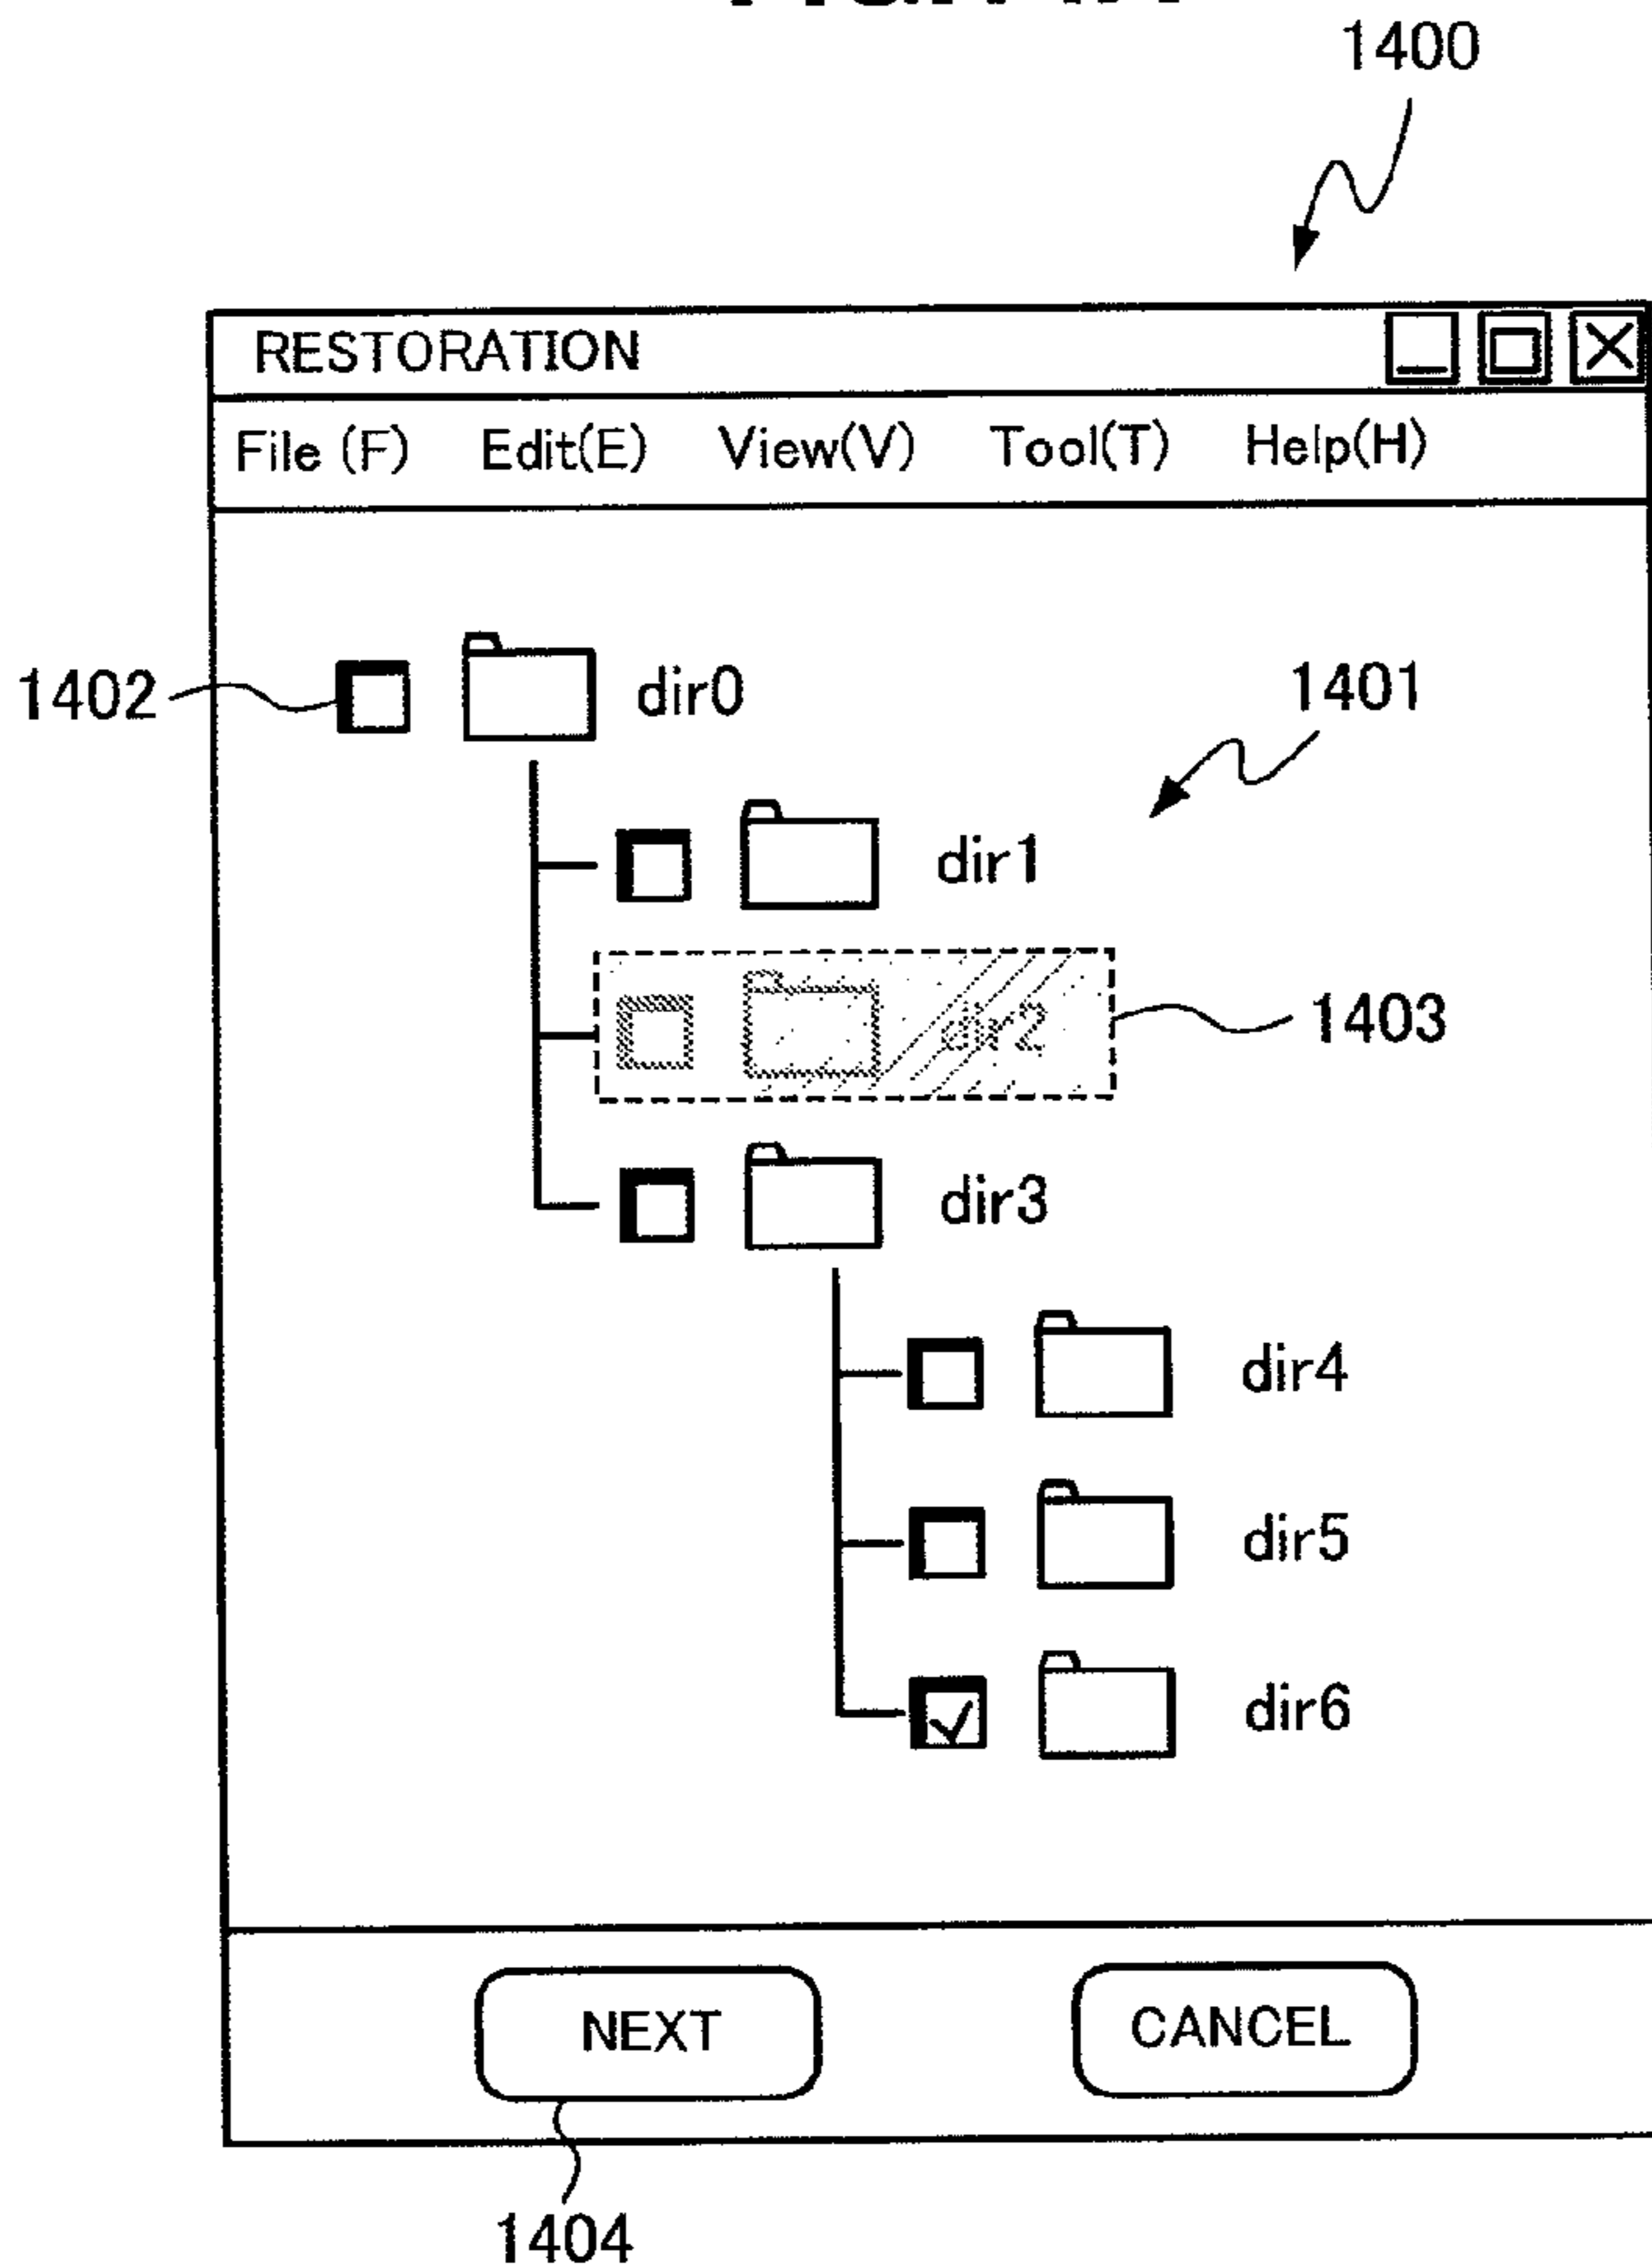 1400
RESTORATION
File (F) Edit(E) View(V) Tool(T) Help(H)
1402 dir0
1401
dir1
dir2 1403
dir3
dir4
dir5
dir6
NEXT CANCEL
1404